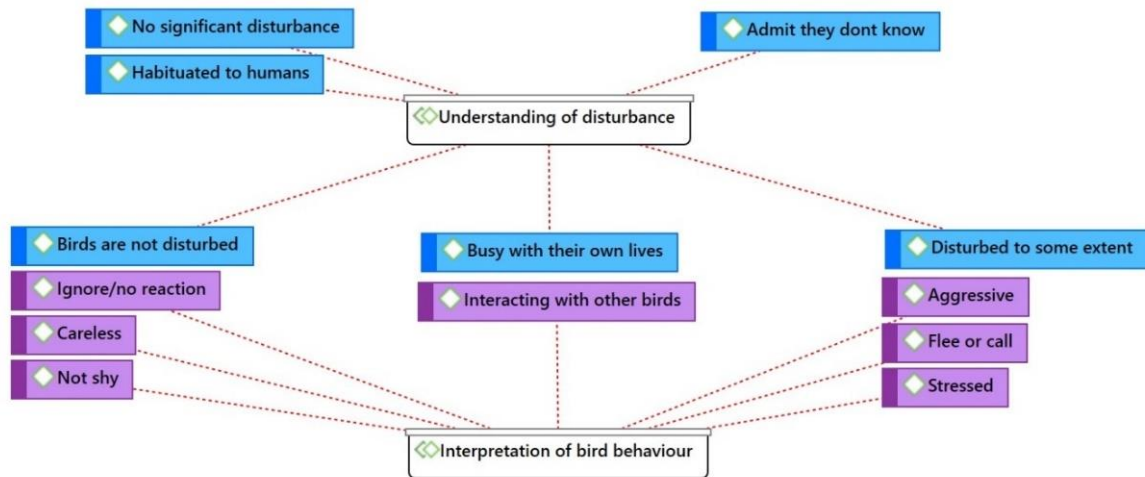 No significant disturbance
Admit they dont know
Habituated to humans
Understanding of disturbance
Birds are not disturbed
Busy with their own lives
Disturbed to some extent
Ignore/no reaction
Interacting with other birds
Aggressive
Careless
Flee or call
Not shy
Stressed
Interpretation of bird behaviour